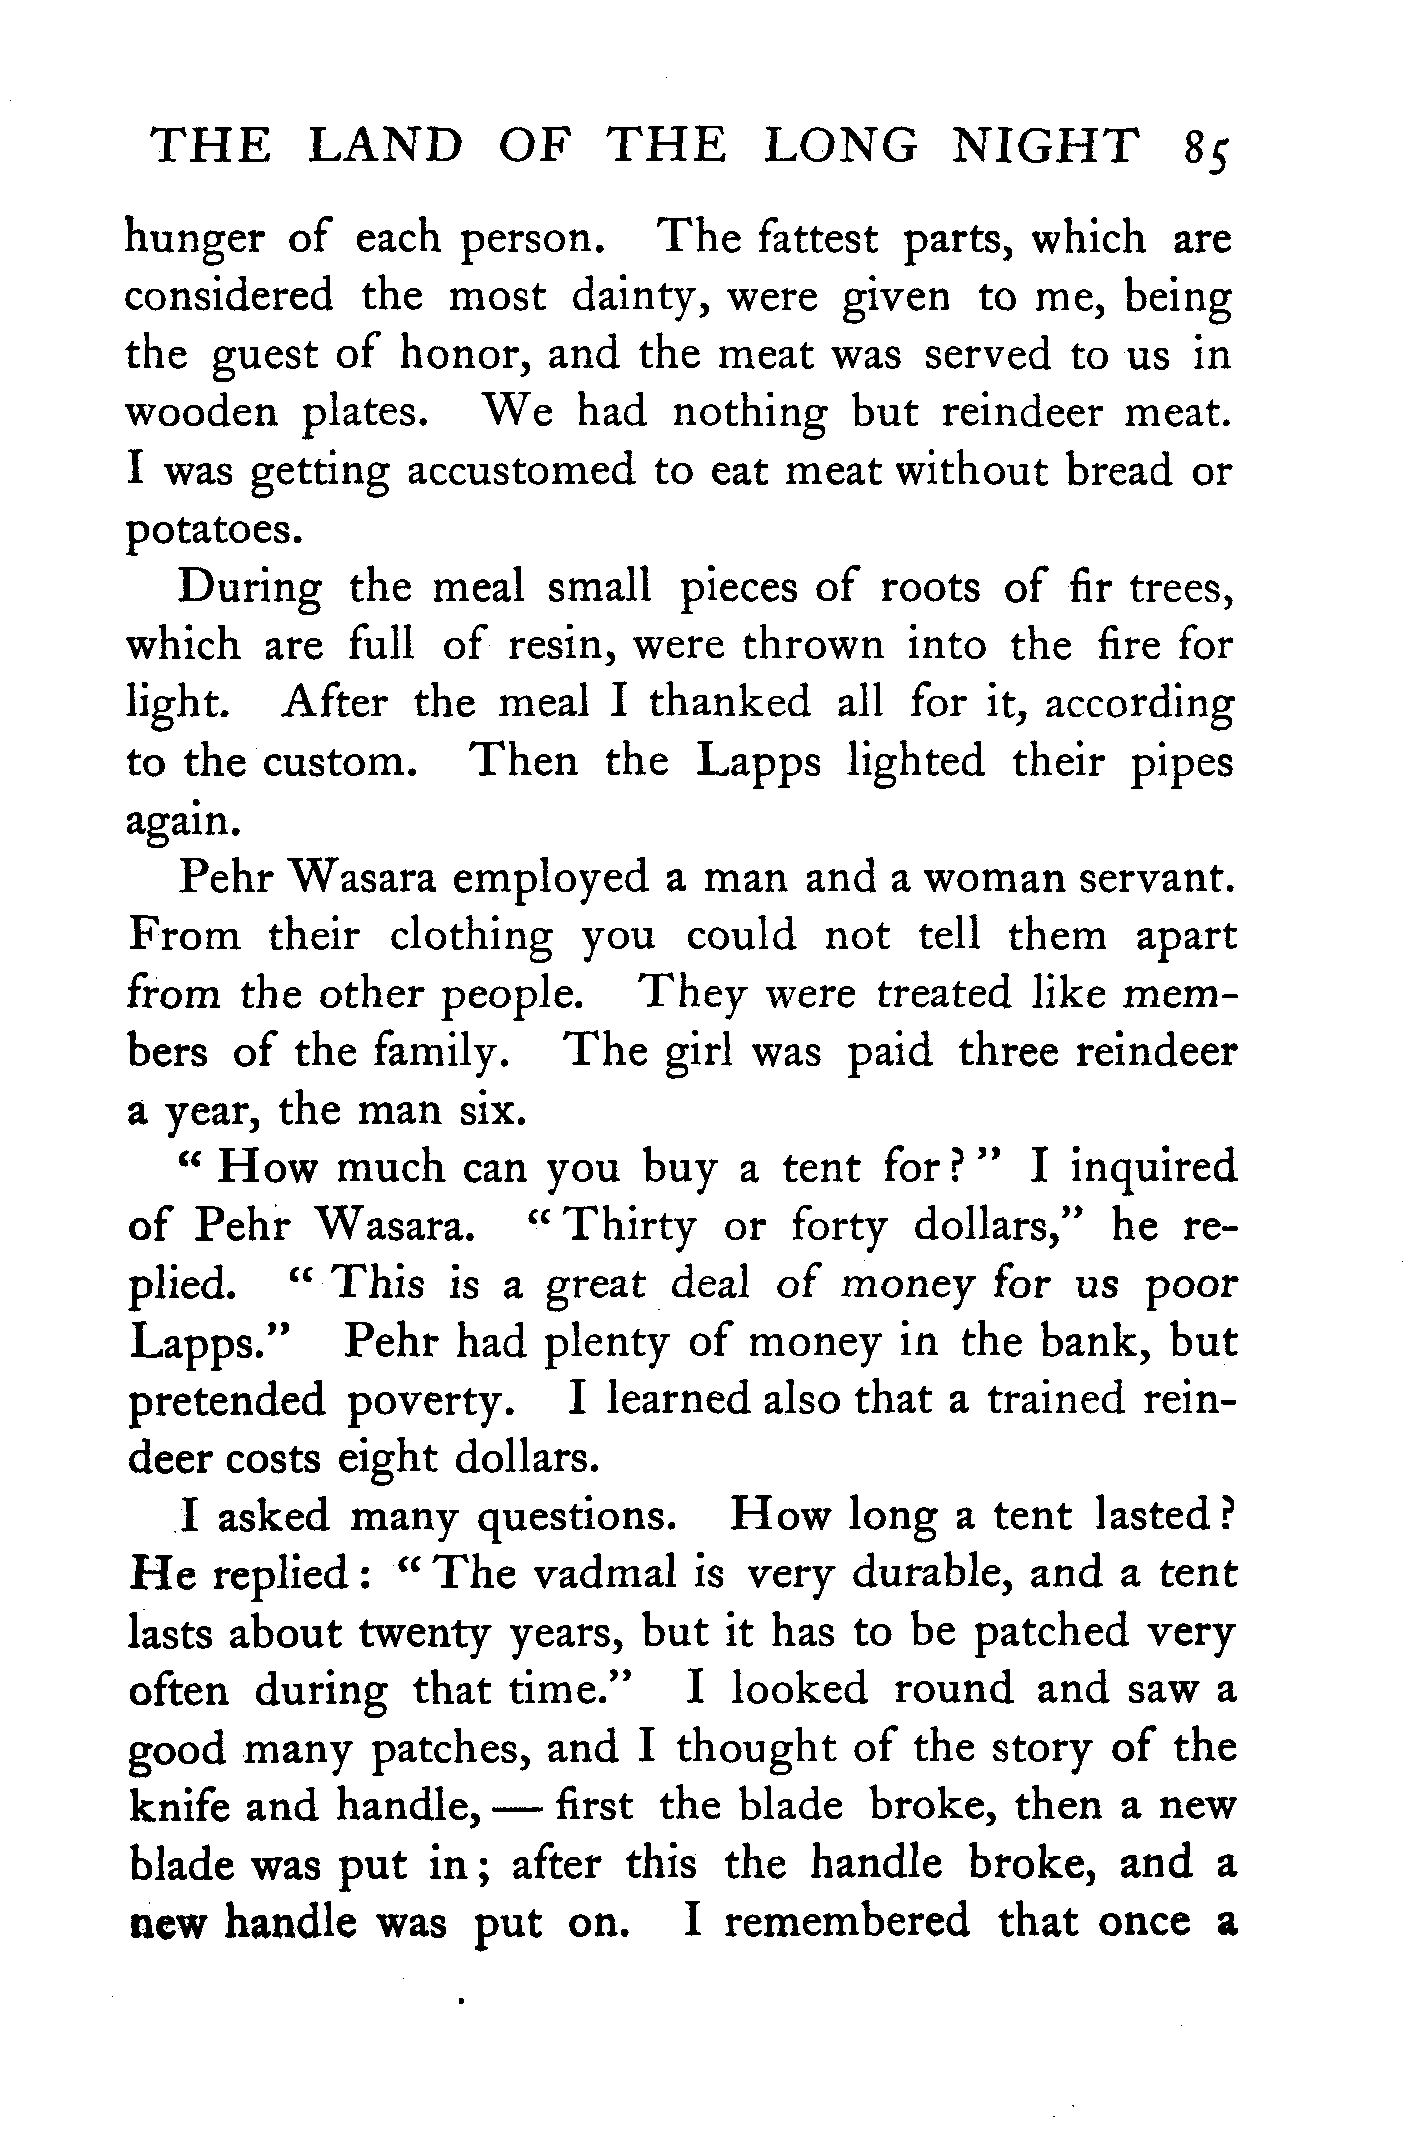 THE LAND OF THE LONG NIGHT 85
hunger of each person. The fattest parts, which are
considered the most dainty, were given to me, being
the guest of honor, and the meat was served to us in
wooden plates. We had nothing but reindeer meat.
I was getting accustomed to eat meat without bread or
potatoes.
During the meal small pieces of roots of fir trees,
which are full of resin, were thrown into the fire for
light. After the meal I thanked all for it, according
to the custom. Then the Lapps lighted their pipes
again.
Pehr Wasara employed a man and a woman servant.
From their clothing you could not tell them apart
from the other people. They were treated like mem-
bers of the family. The girl was paid three reindeer
a year, the man six.
“ How much can you buy a tent for ? ” I inquired
of Pehr Wasara. “ Thirty or forty dollars,” he re-
plied. “ This is a great deal of money for us poor
Lapps.” Pehr had plenty of money in the bank, but
pretended poverty. I learned also that a trained rein-
deer costs eight dollars.
I asked many questions. How long a tent lasted ?
He replied : “ The vadmal is very durable, and a tent
lasts about twenty years, but it has to be patched very
often during that time.” I looked round and saw a
good many patches, and I thought of the story of the
knife and handle, — first the blade broke, then a new
blade was put in ; after this the handle broke, and a
new handle was put on. I remembered that once a